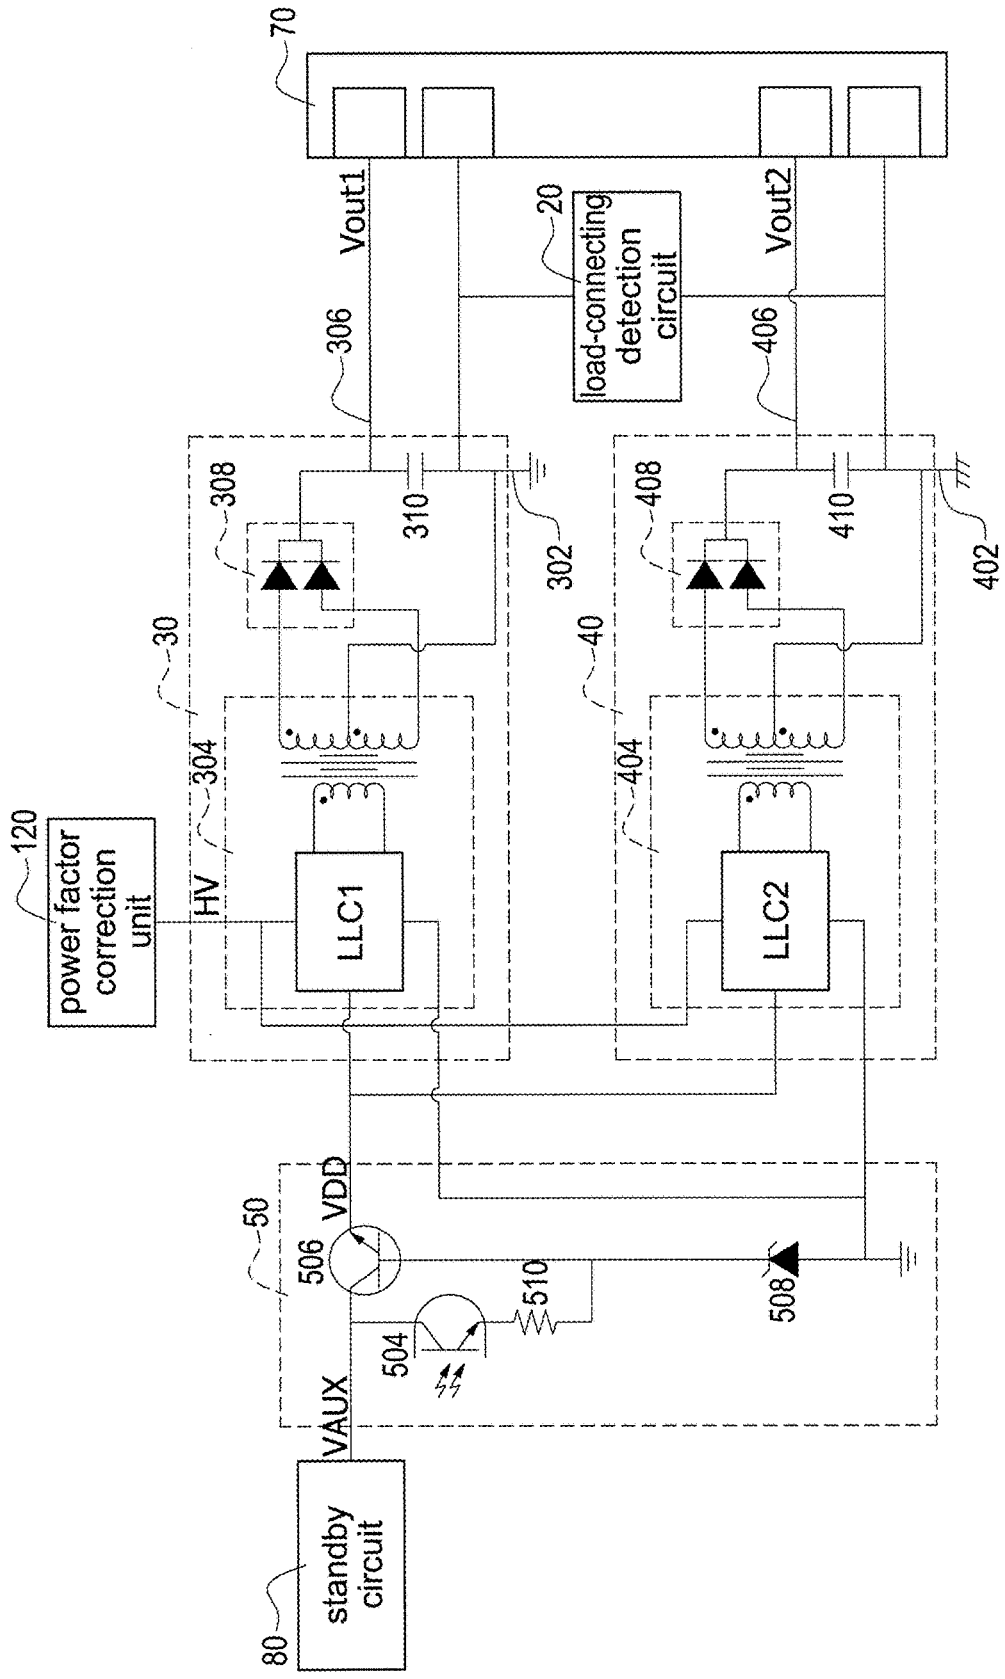 70
Vout1
Vout2
20
load-connecting
detection
circuit
306
406
308
310
302
408
410
402
30
304
40
404
120
power factor
correction
unit
HV
LLC1
LLC2
50
VDD
506
504
510
508
VAUX
80
standby
circuit